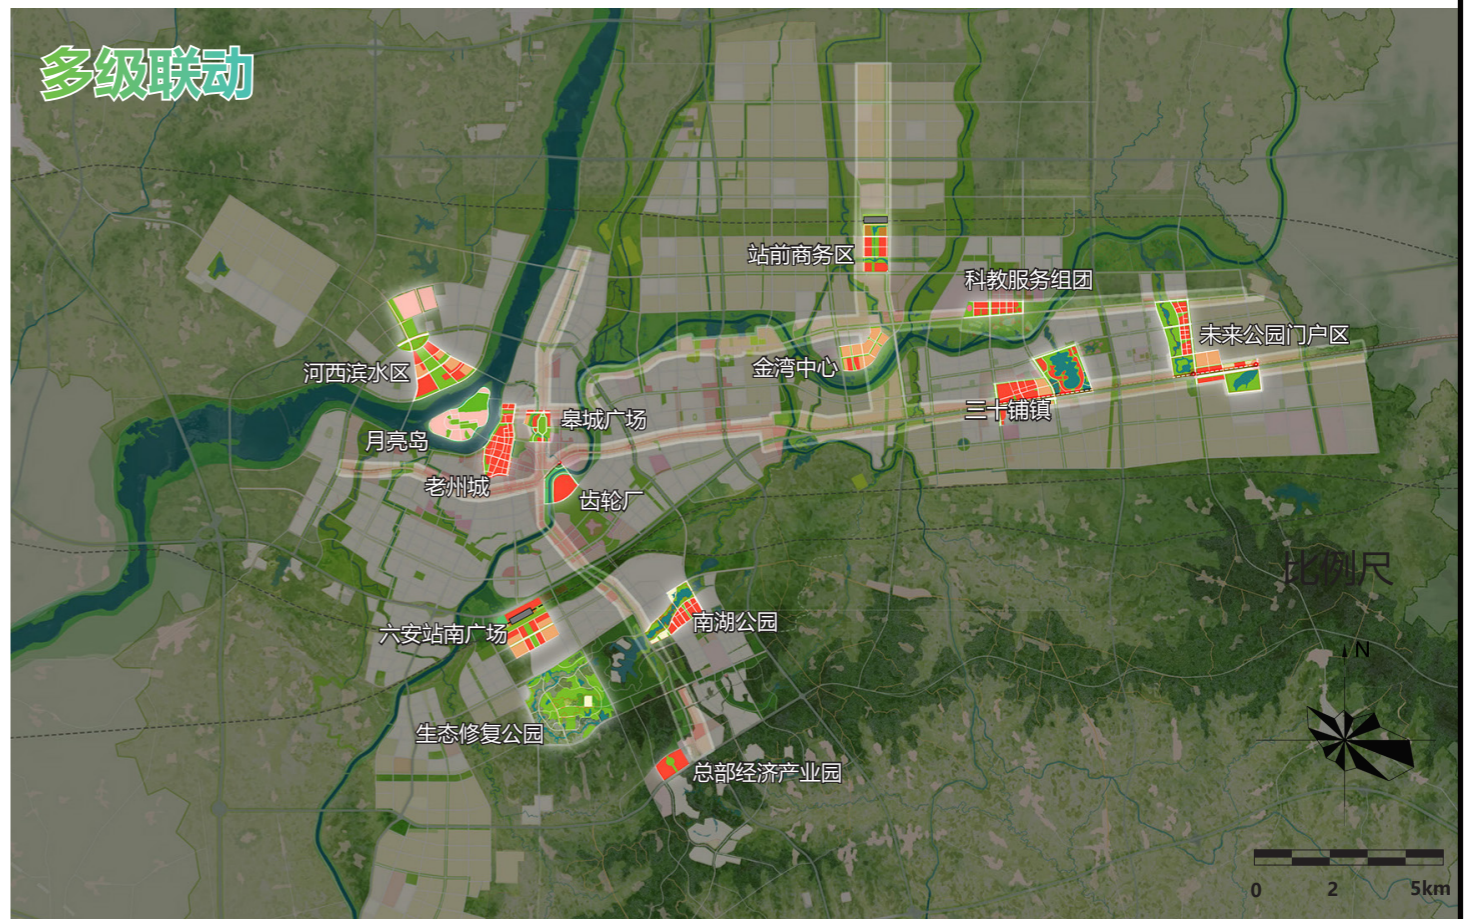 多级联动
站前商务区
科教服务组团
未来公园门户区
河西滨水区
金湾中心
三十铺镇
月亮岛
皋城广场
老州城
齿轮厂
比例尺
南湖公园
六安站南广场
N
生态修复公园
总部经济产业园
0 2 5km